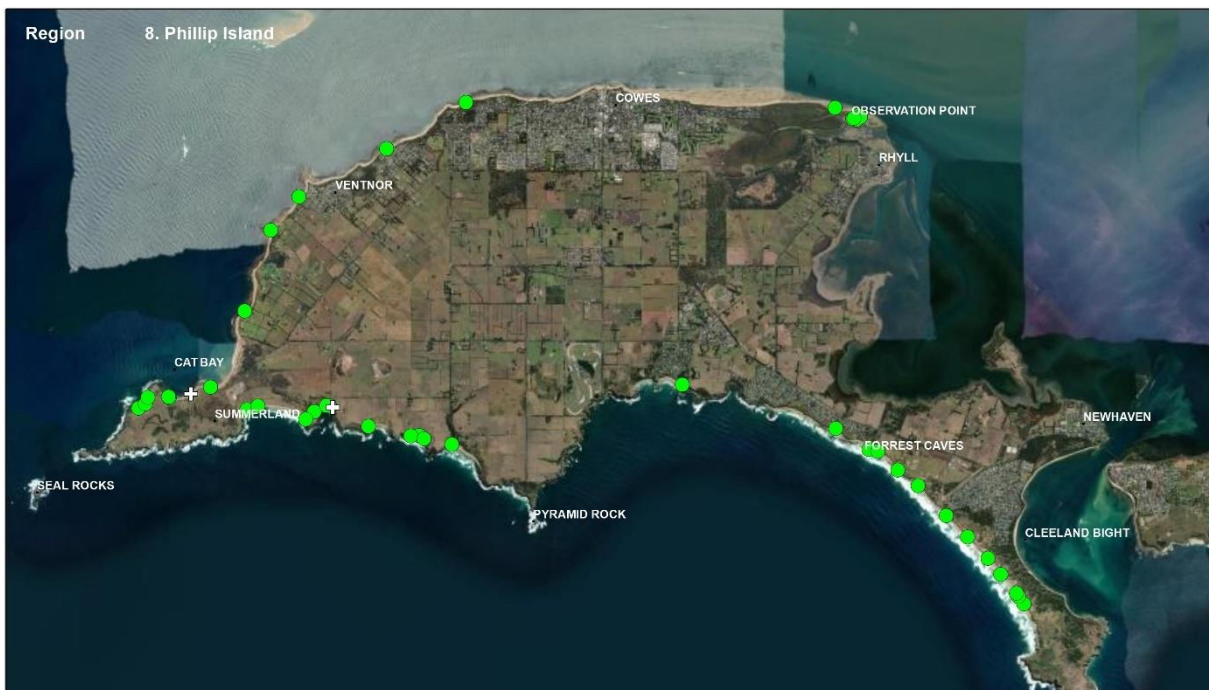 Region 8. Phillip Island
COWES
OBSERVATION POINT
RHYLL
VENTNOR
CAT BAY
SUMMERLAND
NEWHAVEN
FORREST CAVES
SEAL ROCKS
PYRAMID ROCK
CLEELAND BIGHT